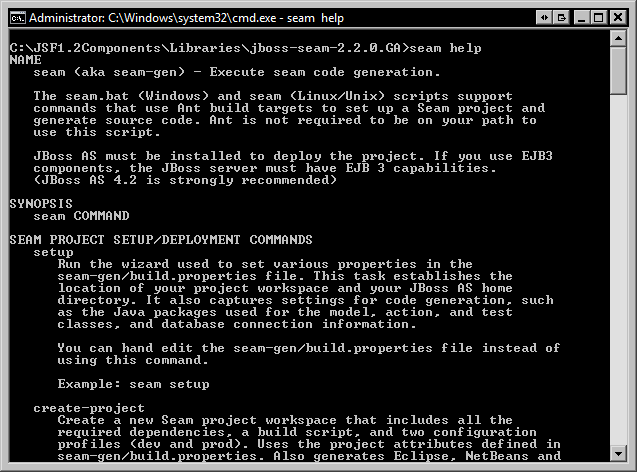 Administrator: C:\Windows\system32\cmd.exe - seam  help
C:\JSF1.2Components\Libraries\jboss-seam-2.2.0.GA>seam help
NAME
seam (aka seam-gen) - Execute seam code generation.
The seam.bat (Windows) and seam (Linux/Unix) scripts support
commands that use Ant build targets to set up a Seam project and
generate source code. Ant is not required to be on your path to
use this script.
JBoss AS must be installed to deploy the project. If you use EJB3
components, the JBoss server must have EJB 3 capabilities.
(JBoss AS 4.2 is strongly recommended)
SYNOPSIS
seam COMMAND
SEAM PROJECT SETUP/DEPLOYMENT COMMANDS
setup
Run the wizard used to set various properties in the
seam-gen/build.properties file. This task establishes the
location of your project workspace and your JBoss AS home
directory. It also captures settings for code generation, such
as the Java packages used for the model, action, and test
classes, and database connection information.
You can hand edit the seam-gen/build.properties file instead of
using this command.
Example: seam setup
create-project
Create a new Seam project workspace that includes all the
required dependencies, a build script, and two configuration
profiles (dev and prod). Uses the project attributes defined in
seam-gen/build.properties. Also generates Eclipse, NetBeans and